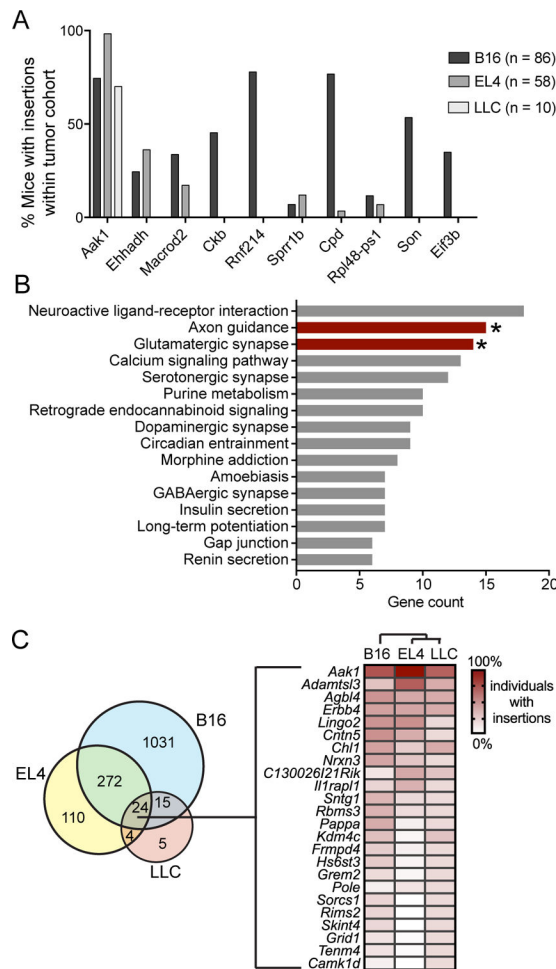 A
% Mice with insertions
within tumor cohort
100
50
0
B16 (n = 86)
EL4 (n = 58)
LLC (n = 10)
Aak1
Ehhadh
Macrod2
Ckb
Rnf214
Sprr1b
Cpd
Rpl48-ps1
Son
Eif3b
B
Neuroactive ligand-receptor interaction
Axon guidance *
Glutamatergic synapse *
Calcium signaling pathway
Serotonergic synapse
Purine metabolism
Retrograde endocannabinoid signaling
Dopaminergic synapse
Circadian entrainment
Morphine addiction
Amoebiasis
GABAergic synapse
Insulin secretion
Long-term potentiation
Gap junction
Renin secretion
0 5 10 15 20
Gene count
C
B16
EL4
LLC
1031
272
110
24
15
4
5
B16 EL4 LLC
Aak1
Adamtsl3
Agbl4
Erbb4
Lingo2
Cntn5
Chl1
Nrxn3
C130026I21Rik
Il1rapl1
Sntg1
Rbms3
Pappa
Kdm4c
Frmpd4
Hs6st3
Grem2
Pole
Sorcs1
Rims2
Skint4
Grid1
Tenm4
Camk1d
100%
individuals
with
insertions
0%